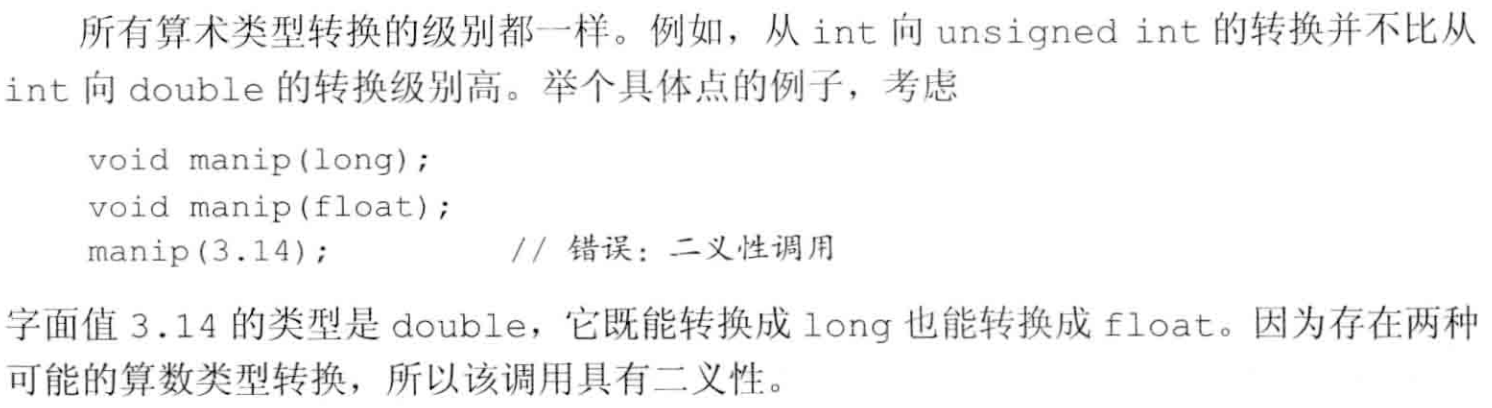 所有算术类型转换的级别都一样。例如，从 int 向 unsigned int 的转换并不比从
int 向 double 的转换级别高。举个具体点的例子，考虑
void manip(long);
void manip(float);
manip(3.14); // 错误：二义性调用
字面值 3.14 的类型是 double，它既能转换成 long 也能转换成 float。因为存在两种
可能的算数类型转换，所以该调用具有二义性。